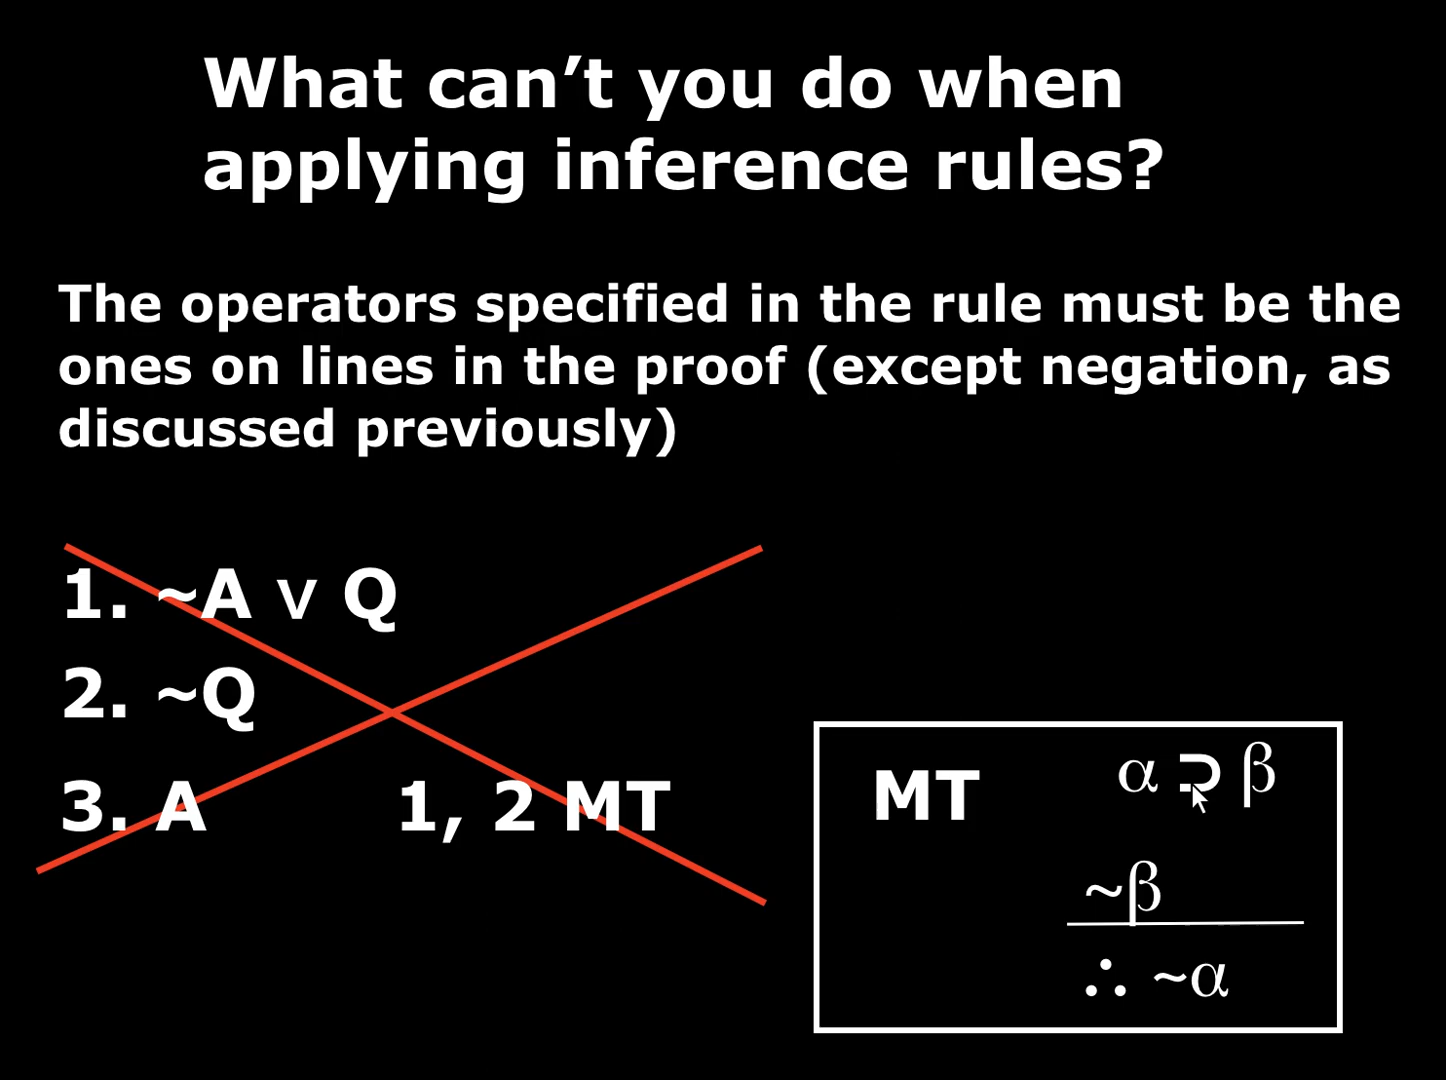 What can’t you do when
applying inference rules?
The operators specified in the rule must be the
ones on lines in the proof (except negation, as
discussed previously)
1. ~A ∨ Q
2. ~Q
3. A 1, 2 MT
MT α ⊃ β
~β
∴ ~α